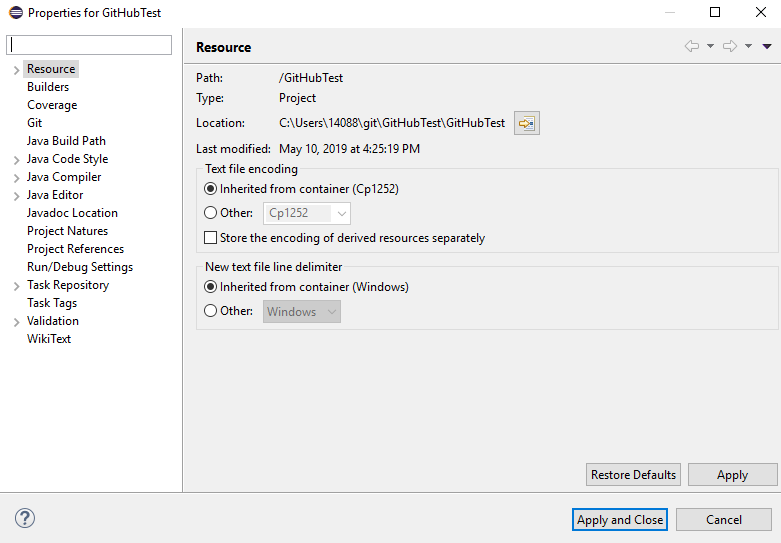 Properties for GitHubTest
Resource
Builders
Coverage
Git
Java Build Path
Java Code Style
Java Compiler
Java Editor
Javadoc Location
Project Natures
Project References
Run/Debug Settings
Task Repository
Task Tags
Validation
WikiText
Resource
Path: /GitHubTest
Type: Project
Location: C:\Users\14088\git\GitHubTest\GitHubTest
Last modified: May 10, 2019 at 4:25:19 PM
Text file encoding
Inherited from container (Cp1252)
Other: Cp1252
Store the encoding of derived resources separately
New text file line delimiter
Inherited from container (Windows)
Other: Windows
Restore Defaults Apply
? Apply and Close Cancel